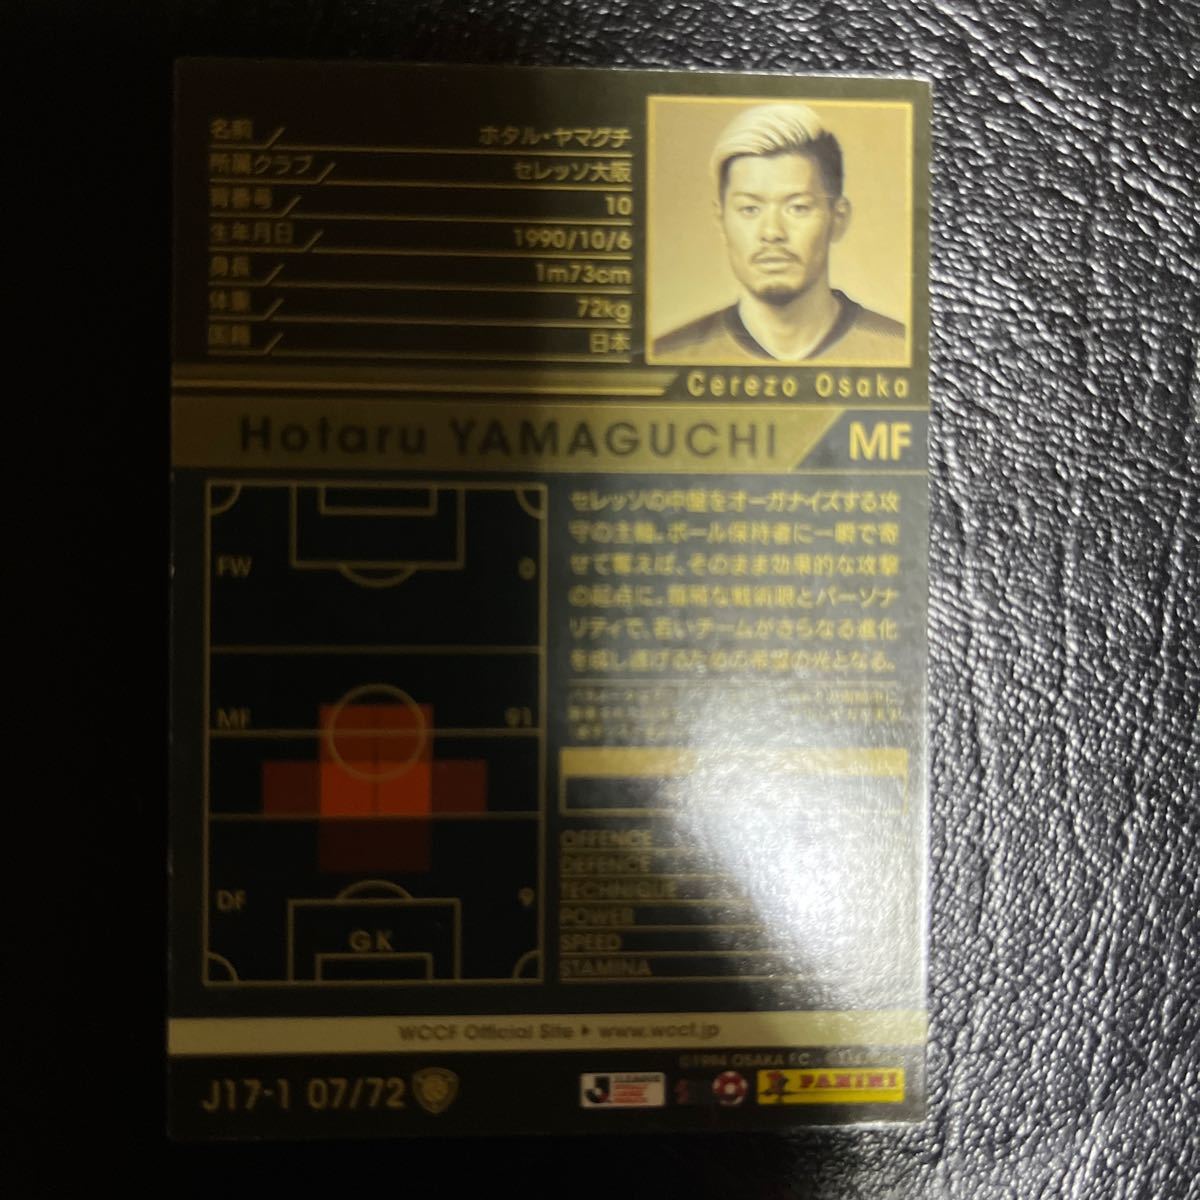 名前 ホタル・ヤマグチ
所属クラブ セレッソ大阪
背番号 10
生年月日 1990/10/6
身長 1m73cm
体重 72kg
国籍 日本
Cerezo Osaka
Hotaru YAMAGUCHI MF
セレッソの中盤をオーガナイズする攻
守の主軸。ボール保持者に一瞬で寄
せて奪えば、そのまま効果的な攻撃
の起点に。戦術眼とパーソナ
リティで、若いチームがさらなる進化
を成し遂げるための希望の光となる。
FW 0
MF 91
DF 9
GK
OFFENCE
DEFENCE
TECHNIQUE
POWER
SPEED
STAMINA
WCCF Official Site ▶ www.wccf.jp
©1994 OSAKA F.C.
J17-1 07/72
J.LEAGUE
PANINI